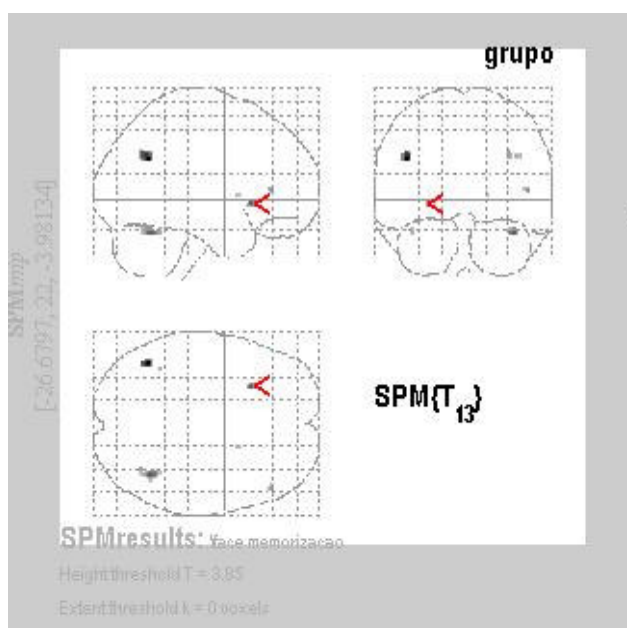 grupo
SPMmip
[-26.6797, 22, -3.98134]
SPM{T13}
SPMresults: face memorizacao
Height threshold T = 3.85
Extent threshold k = 0 voxels